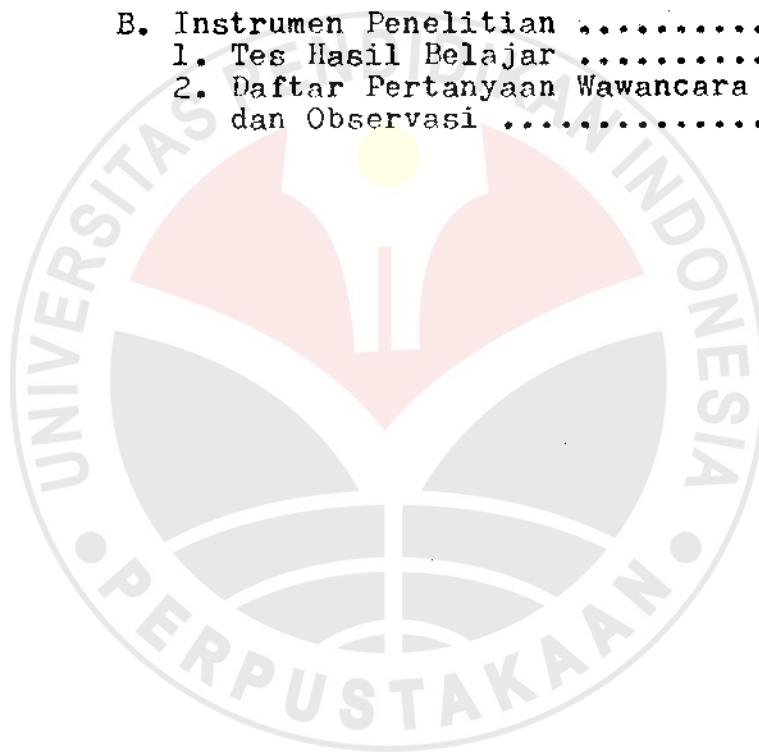 B. Instrumen Penelitian ..........
1. Tes Hasil Belajar ..........
2. Daftar Pertanyaan Wawancara
dan Observasi ..............
UNIVERSITAS PENDIDIKAN INDONESIA
PERPUSTAKAAN